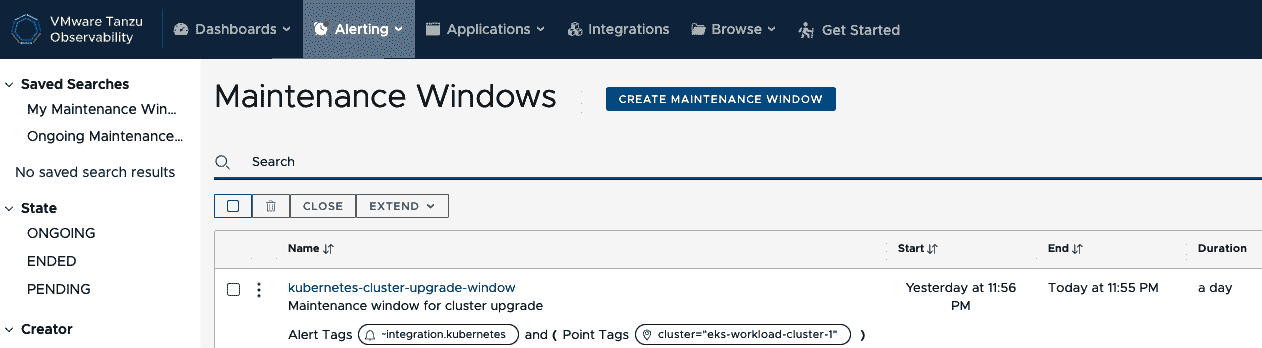 VMware Tanzu
Observability
Dashboards
Alerting
Applications
Integrations
Browse
Get Started
Saved Searches
My Maintenance Win...
Ongoing Maintenance...
No saved search results
State
ONGOING
ENDED
PENDING
Creator
Maintenance Windows
CREATE MAINTENANCE WINDOW
Search
CLOSE EXTEND
Name Start End Duration
kubernetes-cluster-upgrade-window Yesterday at 11:56 Today at 11:55 PM a day
Maintenance window for cluster upgrade PM
Alert Tags ~integration.kubernetes and ( Point Tags cluster="eks-workload-cluster-1" )